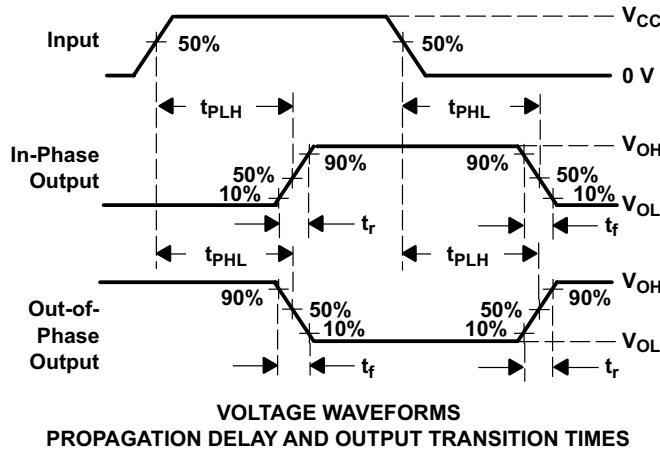 Input
50%
50%
VCC
0 V
tPLH
tPHL
In-Phase
Output
50%
10%
90%
90%
50%
10%
VOH
VOL
tr
tf
tPHL
tPLH
Out-of-
Phase
Output
90%
50%
10%
50%
10%
90%
VOH
VOL
tf
tr
VOLTAGE WAVEFORMS
PROPAGATION DELAY AND OUTPUT TRANSITION TIMES